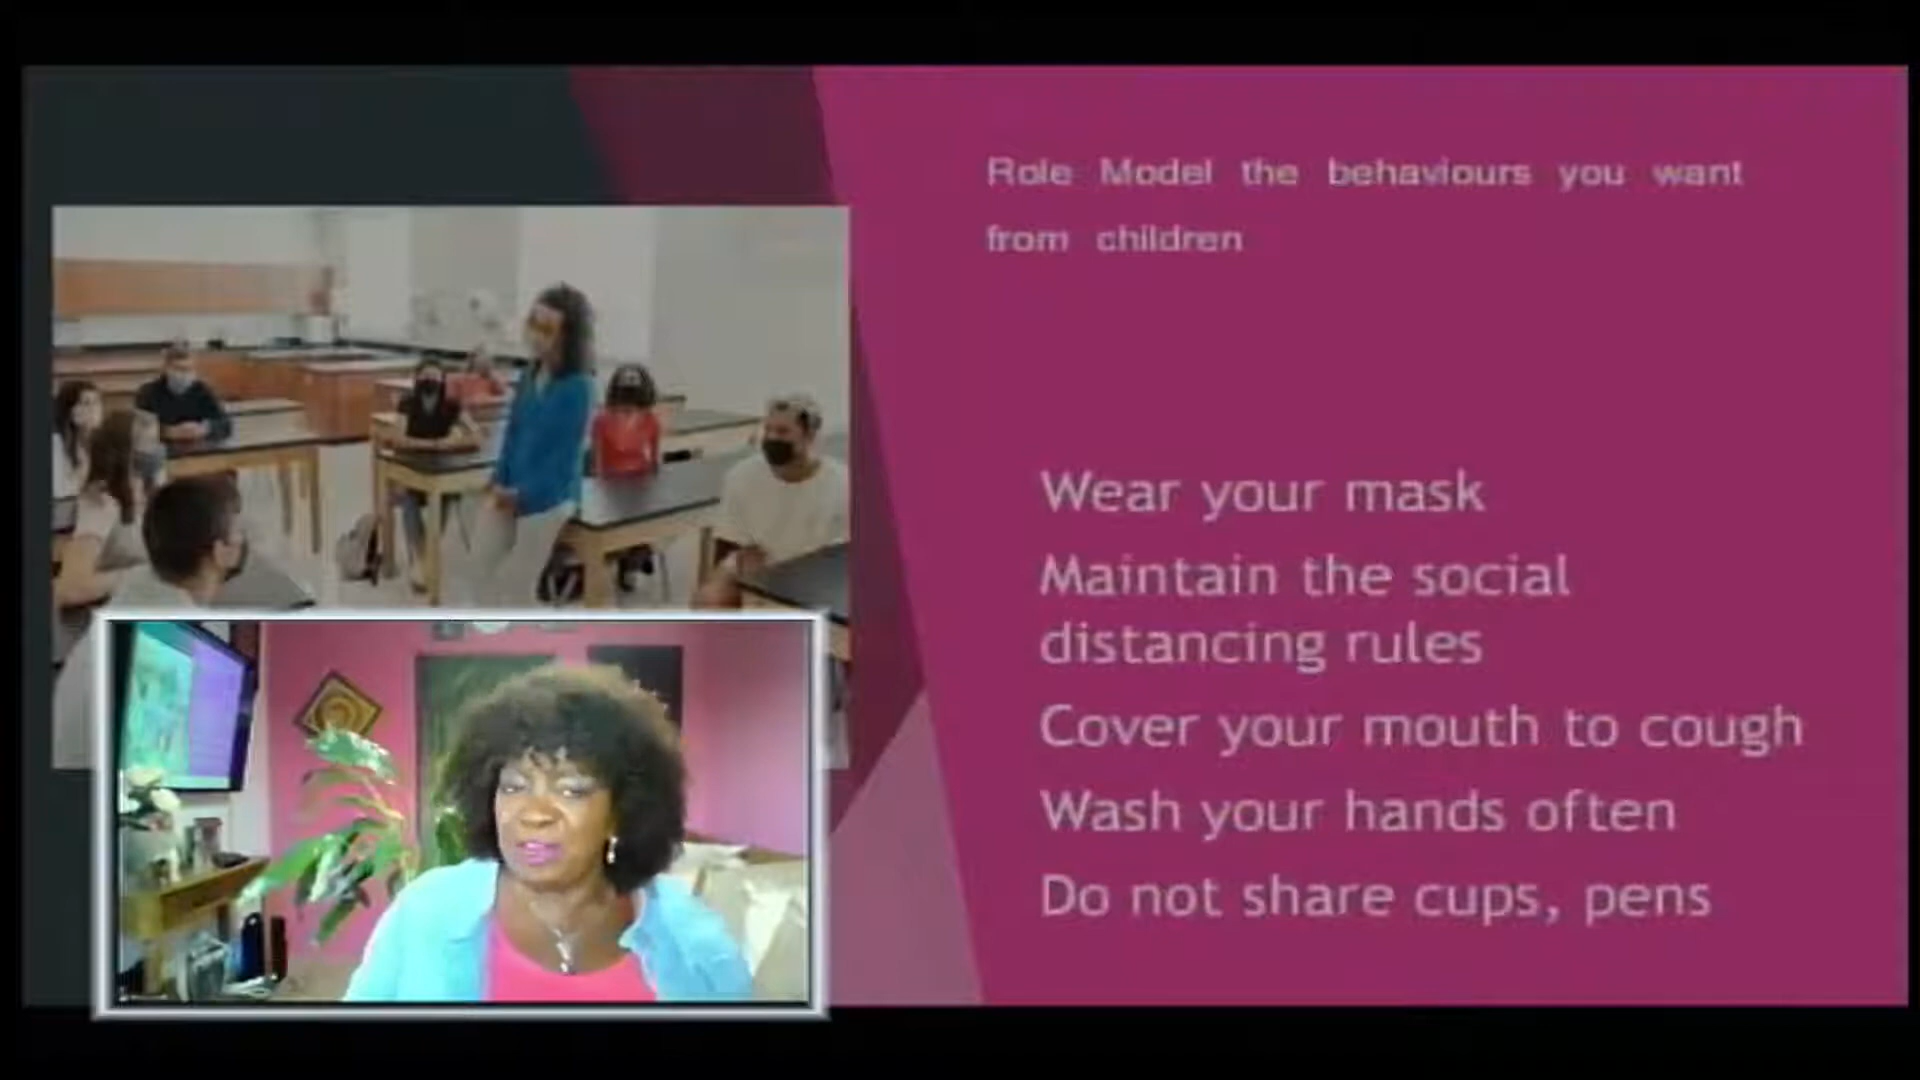 Role Model the behaviours you want
from children
Wear your mask
Maintain the social
distancing rules
Cover your mouth to cough
Wash your hands often
Do not share cups, pens